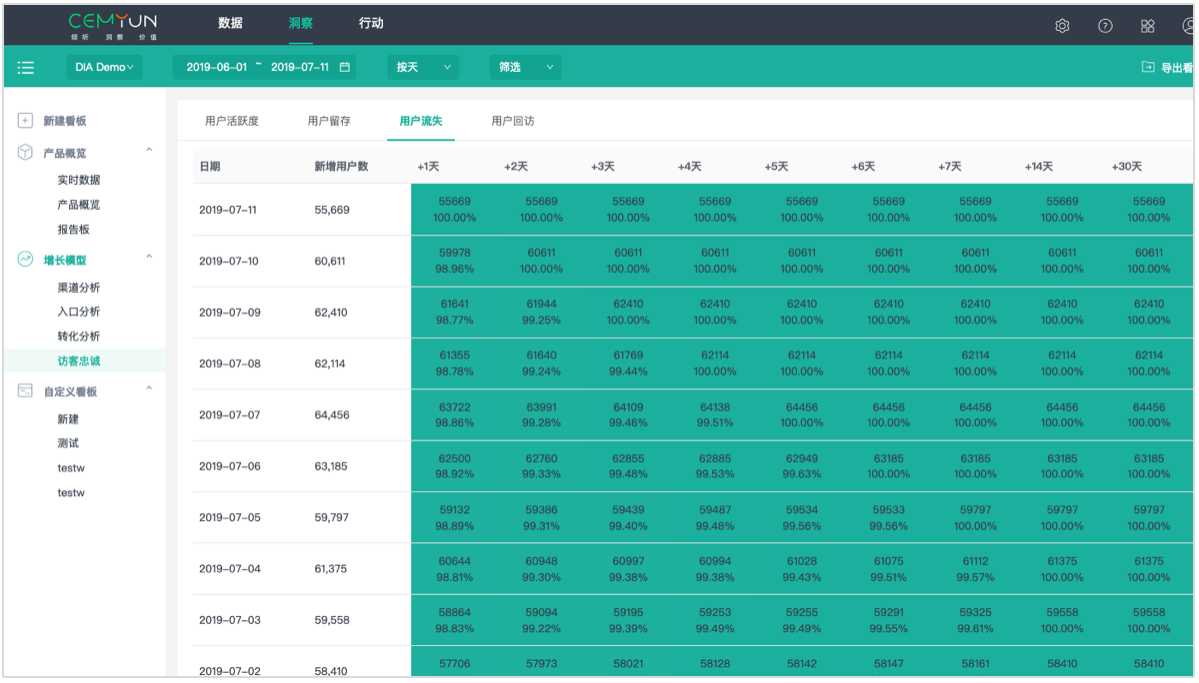 CEMYUN
倾听 洞察 价值
数据 洞察 行动
DIA Demo 2019-06-01 ~ 2019-07-11 按天 筛选 导出看
新建看板
产品概览
实时数据
产品概览
报告板
增长模型
渠道分析
入口分析
转化分析
访客忠诚
自定义看板
新建
测试
testw
testw
用户活跃度 用户留存 用户流失 用户回访
日期 新增用户数 +1天 +2天 +3天 +4天 +5天 +6天 +7天 +14天 +30天
55669 55669 55669 55669 55669 55669 55669 55669 55669
2019-07-11 55,669
100.00% 100.00% 100.00% 100.00% 100.00% 100.00% 100.00% 100.00% 100.00%
59978 60611 60611 60611 60611 60611 60611 60611 60611
2019-07-10 60,611
98.96% 100.00% 100.00% 100.00% 100.00% 100.00% 100.00% 100.00% 100.00%
61641 61944 62410 62410 62410 62410 62410 62410 62410
2019-07-09 62,410
98.77% 99.25% 100.00% 100.00% 100.00% 100.00% 100.00% 100.00% 100.00%
61355 61640 61769 62114 62114 62114 62114 62114 62114
2019-07-08 62,114
98.78% 99.24% 99.44% 100.00% 100.00% 100.00% 100.00% 100.00% 100.00%
63722 63991 64109 64138 64456 64456 64456 64456 64456
2019-07-07 64,456
98.86% 99.28% 99.46% 99.51% 100.00% 100.00% 100.00% 100.00% 100.00%
62500 62760 62855 62885 62949 63185 63185 63185 63185
2019-07-06 63,185
98.92% 99.33% 99.48% 99.53% 99.63% 100.00% 100.00% 100.00% 100.00%
59132 59386 59439 59487 59534 59533 59797 59797 59797
2019-07-05 59,797
98.89% 99.31% 99.40% 99.48% 99.56% 99.56% 100.00% 100.00% 100.00%
60644 60948 60997 60994 61028 61075 61112 61375 61375
2019-07-04 61,375
98.81% 99.30% 99.38% 99.38% 99.43% 99.51% 99.57% 100.00% 100.00%
58864 59094 59195 59253 59255 59291 59325 59558 59558
2019-07-03 59,558
98.83% 99.22% 99.39% 99.49% 99.49% 99.55% 99.61% 100.00% 100.00%
57706 57973 58021 58128 58142 58147 58161 58410 58410
2019-07-02 58,410